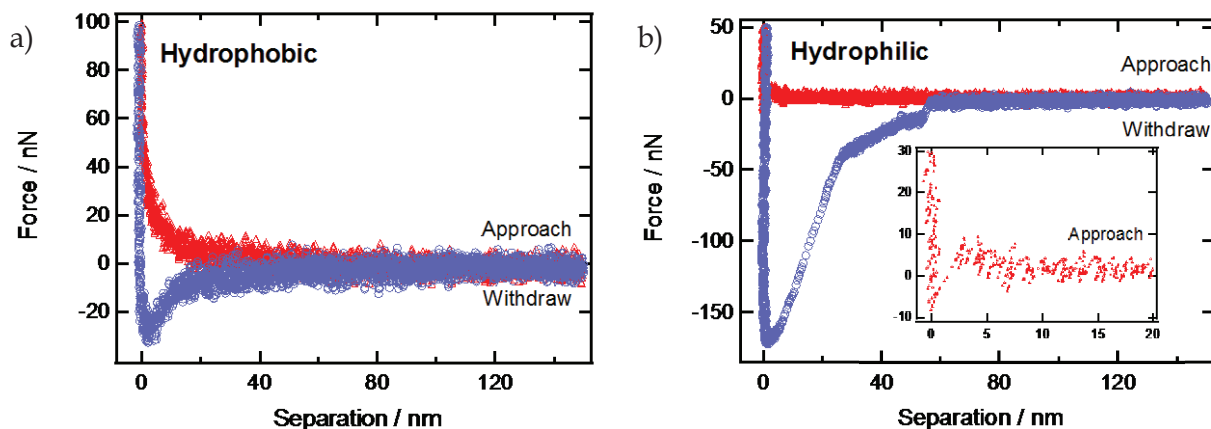 a)
Hydrophobic
100
80
60
40
20
0
-20
Force / nN
Approach
Withdraw
0
40
80
120
Separation / nm
b)
Hydrophilic
50
0
-50
-100
-150
Force / nN
Approach
Withdraw
30
20
10
0
-10
Approach
0
5
10
15
20
0
40
80
120
Separation / nm